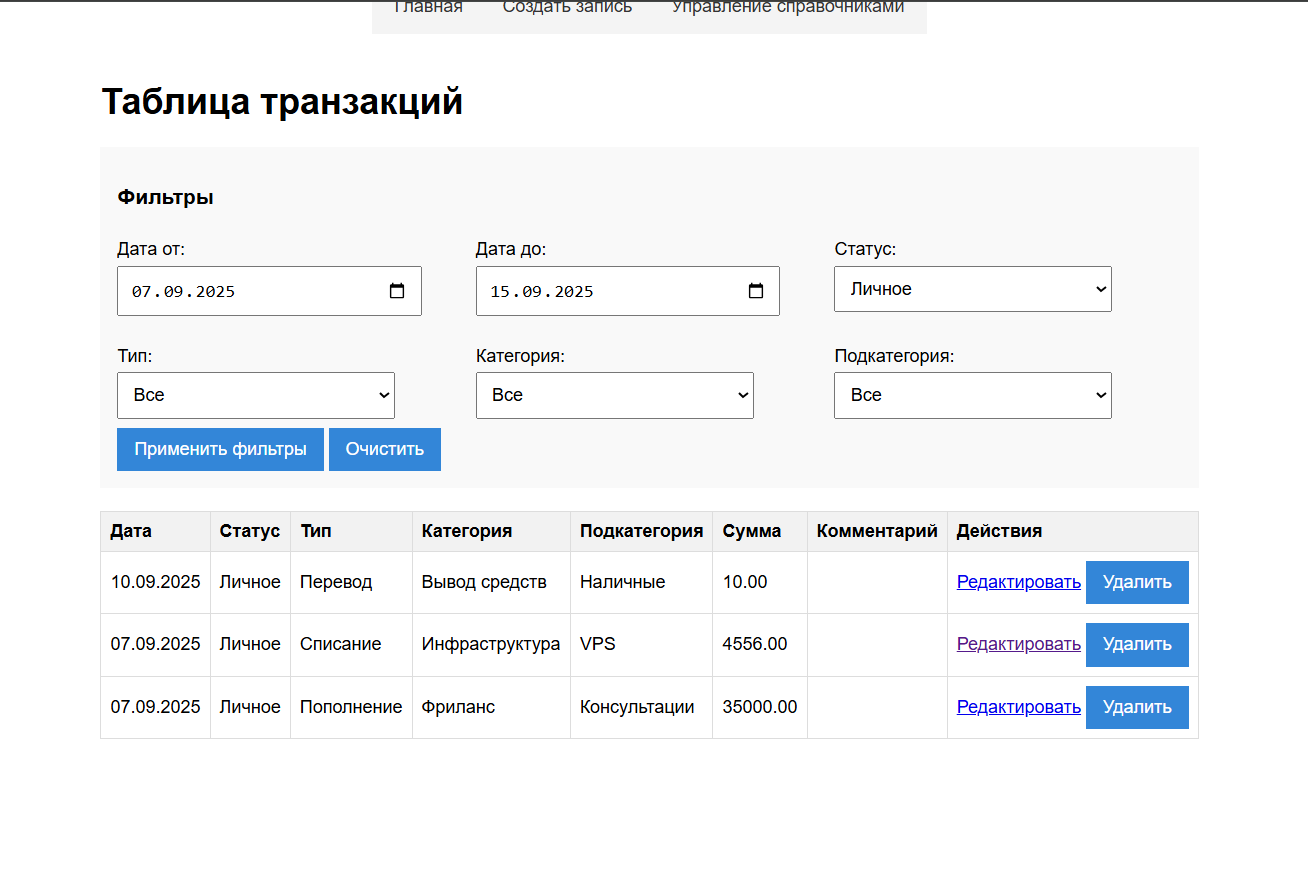 Главная Создать запись Управление справочниками
Таблица транзакций
Фильтры
Дата от: Дата до: Статус:
07.09.2025 15.09.2025 Личное
Тип: Категория: Подкатегория:
Все Все Все
Применить фильтры Очистить
Дата Статус Тип Категория Подкатегория Сумма Комментарий Действия
10.09.2025 Личное Перевод Вывод средств Наличные 10.00 Редактировать Удалить
07.09.2025 Личное Списание Инфраструктура VPS 4556.00 Редактировать Удалить
07.09.2025 Личное Пополнение Фриланс Консультации 35000.00 Редактировать Удалить